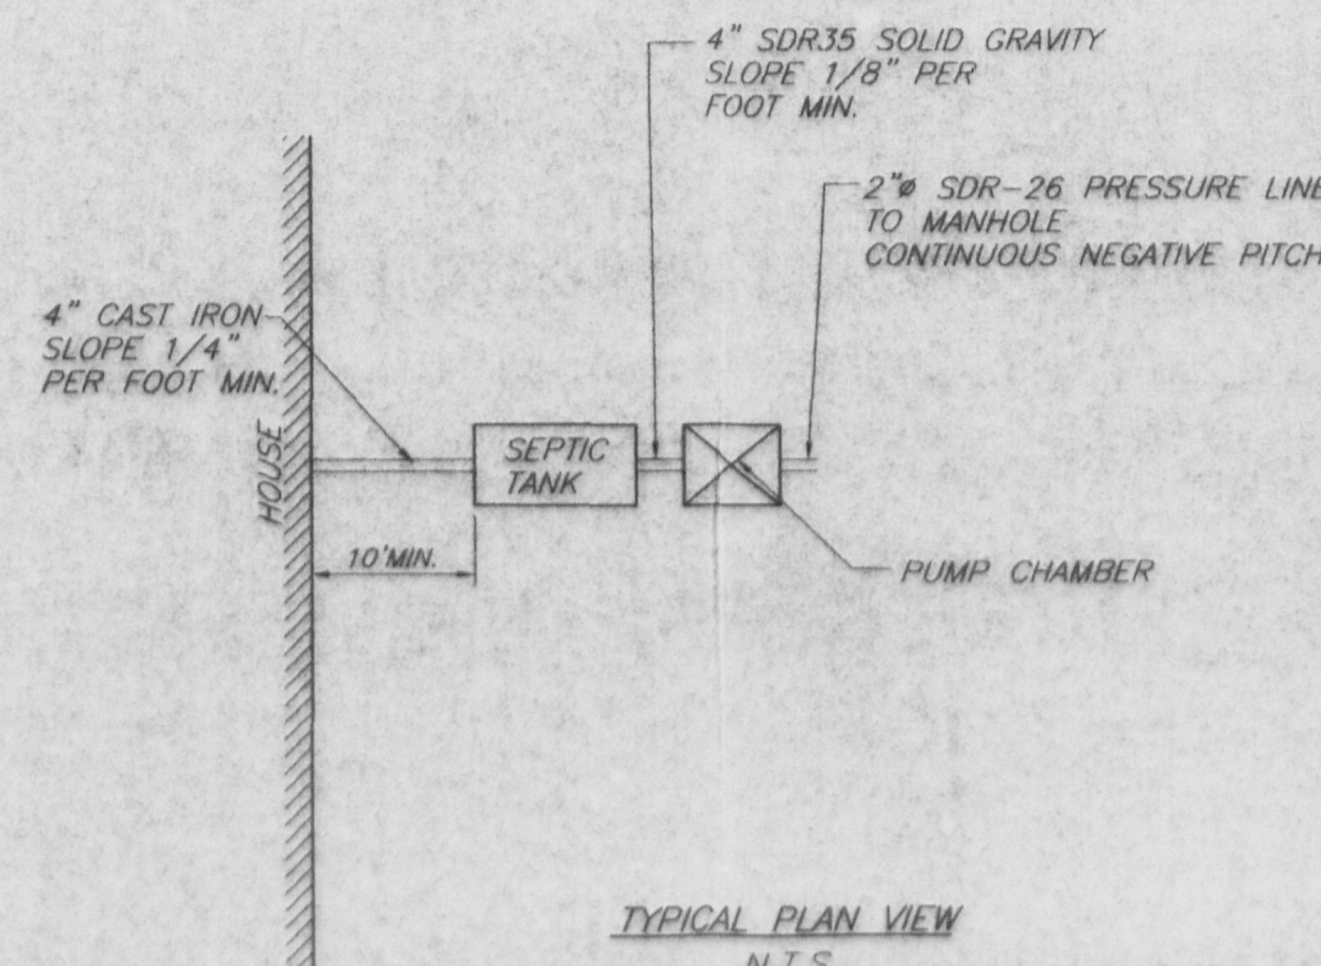 4" SDR35 SOLID GRAVITY
SLOPE 1/8" PER
FOOT MIN.
2"ø SDR-26 PRESSURE LINE
TO MANHOLE
CONTINUOUS NEGATIVE PITCH
4" CAST IRON
SLOPE 1/4"
PER FOOT MIN.
HOUSE
SEPTIC
TANK
10'MIN.
PUMP CHAMBER
TYPICAL PLAN VIEW
N.T.S.